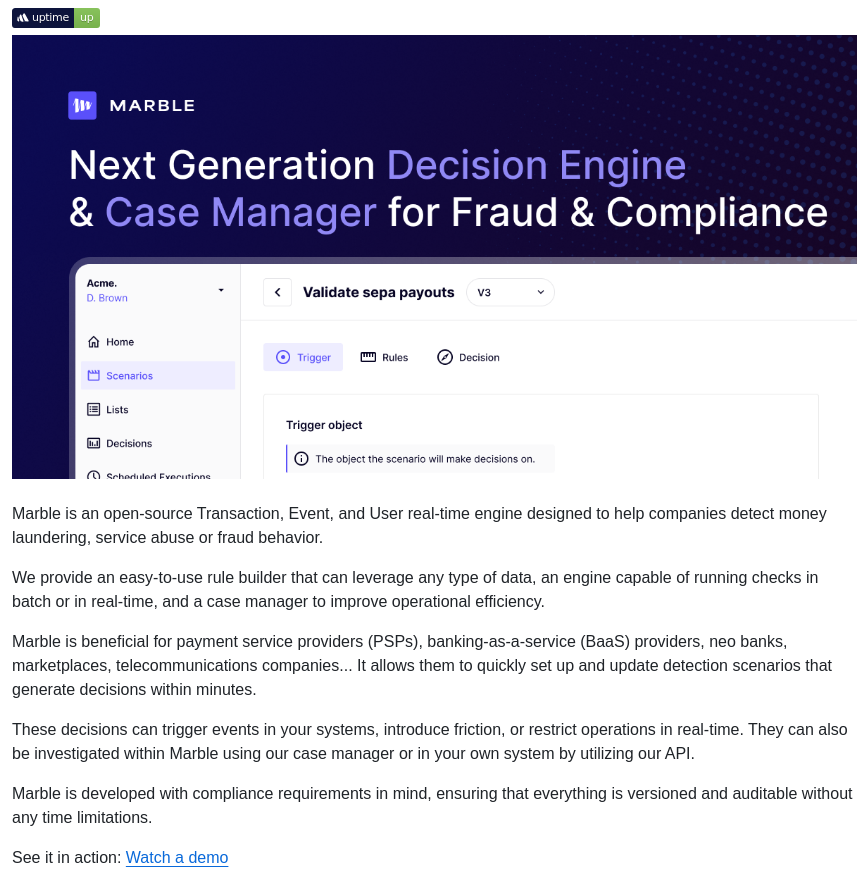 uptime up
MARBLE
Next Generation Decision Engine
& Case Manager for Fraud & Compliance
Acme.
D. Brown
Validate sepa payouts V3
Home
Scenarios
Trigger Rules Decision
Lists
Decisions
Trigger object
The object the scenario will make decisions on.
Scheduled Executions
Marble is an open-source Transaction, Event, and User real-time engine designed to help companies detect money
laundering, service abuse or fraud behavior.
We provide an easy-to-use rule builder that can leverage any type of data, an engine capable of running checks in
batch or in real-time, and a case manager to improve operational efficiency.
Marble is beneficial for payment service providers (PSPs), banking-as-a-service (BaaS) providers, neo banks,
marketplaces, telecommunications companies... It allows them to quickly set up and update detection scenarios that
generate decisions within minutes.
These decisions can trigger events in your systems, introduce friction, or restrict operations in real-time. They can also
be investigated within Marble using our case manager or in your own system by utilizing our API.
Marble is developed with compliance requirements in mind, ensuring that everything is versioned and auditable without
any time limitations.
See it in action: Watch a demo